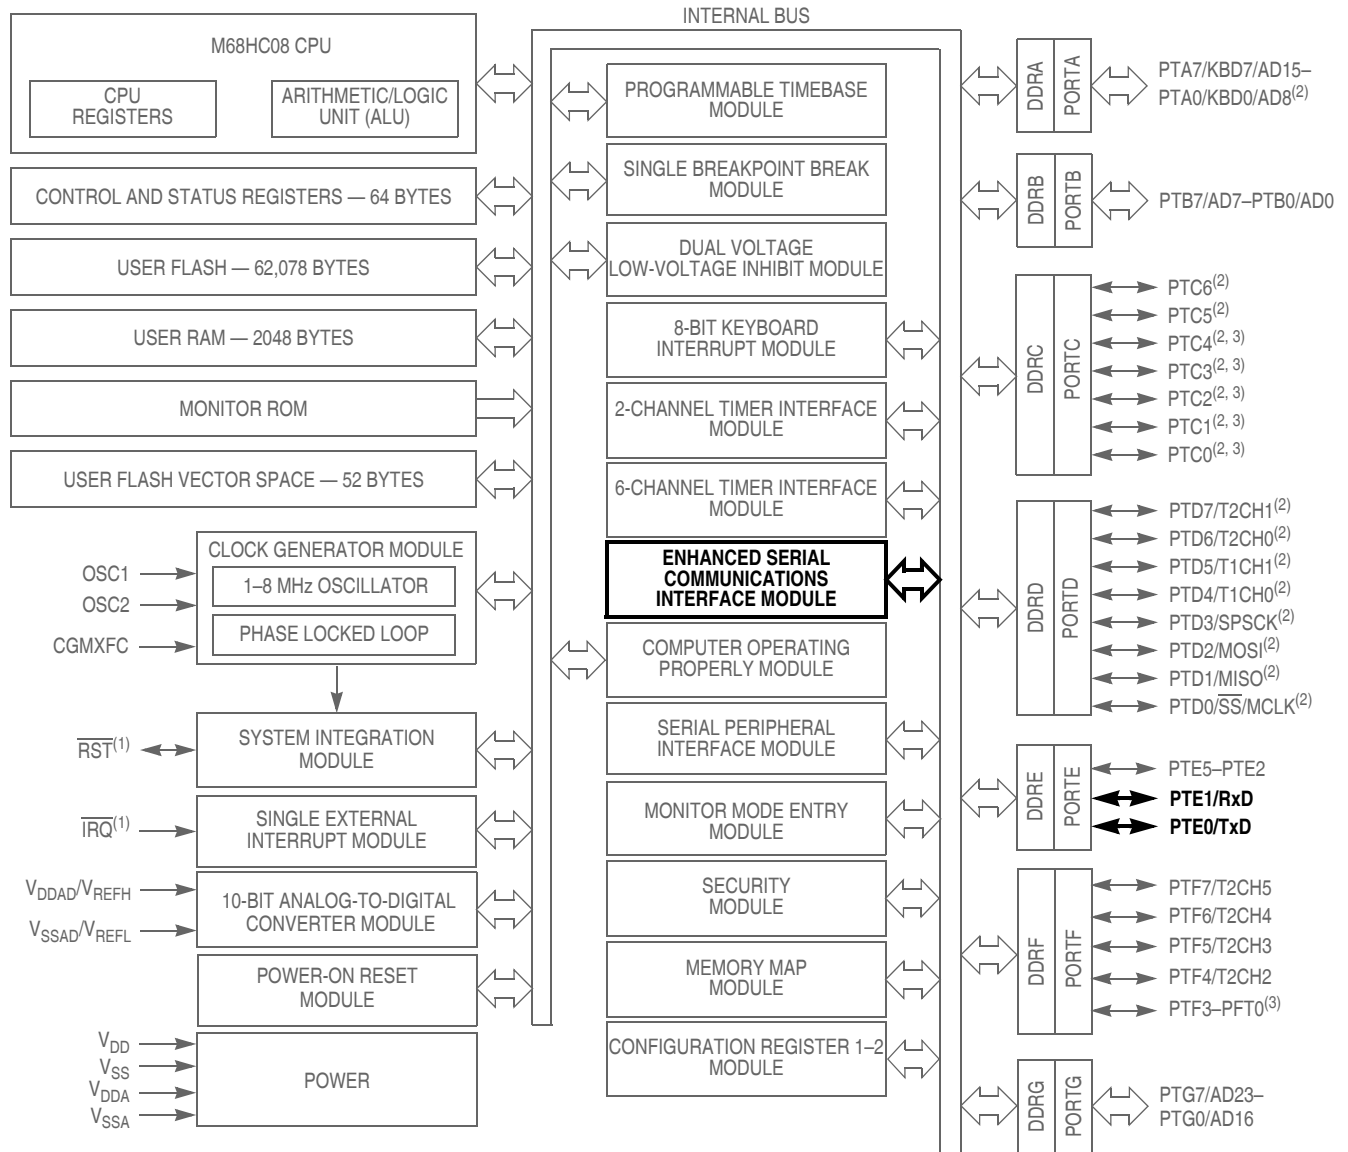 INTERNAL BUS
M68HC08 CPU
CPU
REGISTERS
ARITHMETIC/LOGIC
UNIT (ALU)
CONTROL AND STATUS REGISTERS — 64 BYTES
USER FLASH — 62,078 BYTES
USER RAM — 2048 BYTES
MONITOR ROM
USER FLASH VECTOR SPACE — 52 BYTES
CLOCK GENERATOR MODULE
1–8 MHz OSCILLATOR
PHASE LOCKED LOOP
OSC1
OSC2
CGMXFC
SYSTEM INTEGRATION
MODULE
RST(1)
SINGLE EXTERNAL
INTERRUPT MODULE
IRQ(1)
10-BIT ANALOG-TO-DIGITAL
CONVERTER MODULE
VDDAD/VREFH
VSSAD/VREFL
POWER-ON RESET
MODULE
POWER
VDD
VSS
VDDA
VSSA
PROGRAMMABLE TIMEBASE
MODULE
SINGLE BREAKPOINT BREAK
MODULE
DUAL VOLTAGE
LOW-VOLTAGE INHIBIT MODULE
8-BIT KEYBOARD
INTERRUPT MODULE
2-CHANNEL TIMER INTERFACE
MODULE
6-CHANNEL TIMER INTERFACE
MODULE
ENHANCED SERIAL
COMMUNICATIONS
INTERFACE MODULE
COMPUTER OPERATING
PROPERLY MODULE
SERIAL PERIPHERAL
INTERFACE MODULE
MONITOR MODE ENTRY
MODULE
SECURITY
MODULE
MEMORY MAP
MODULE
CONFIGURATION REGISTER 1–2
MODULE
DDRA
PORTA
PTA7/KBD7/AD15–
PTA0/KBD0/AD8(2)
DDRB
PORTB
PTB7/AD7–PTB0/AD0
DDRC
PORTC
PTC6(2)
PTC5(2)
PTC4(2, 3)
PTC3(2, 3)
PTC2(2, 3)
PTC1(2, 3)
PTC0(2, 3)
DDRD
PORTD
PTD7/T2CH1(2)
PTD6/T2CH0(2)
PTD5/T1CH1(2)
PTD4/T1CH0(2)
PTD3/SPSCK(2)
PTD2/MOSI(2)
PTD1/MISO(2)
PTD0/SS/MCLK(2)
DDRE
PORTE
PTE5–PTE2
PTE1/RxD
PTE0/TxD
DDRF
PORTF
PTF7/T2CH5
PTF6/T2CH4
PTF5/T2CH3
PTF4/T2CH2
PTF3–PFT0(3)
DDRG
PORTG
PTG7/AD23–
PTG0/AD16